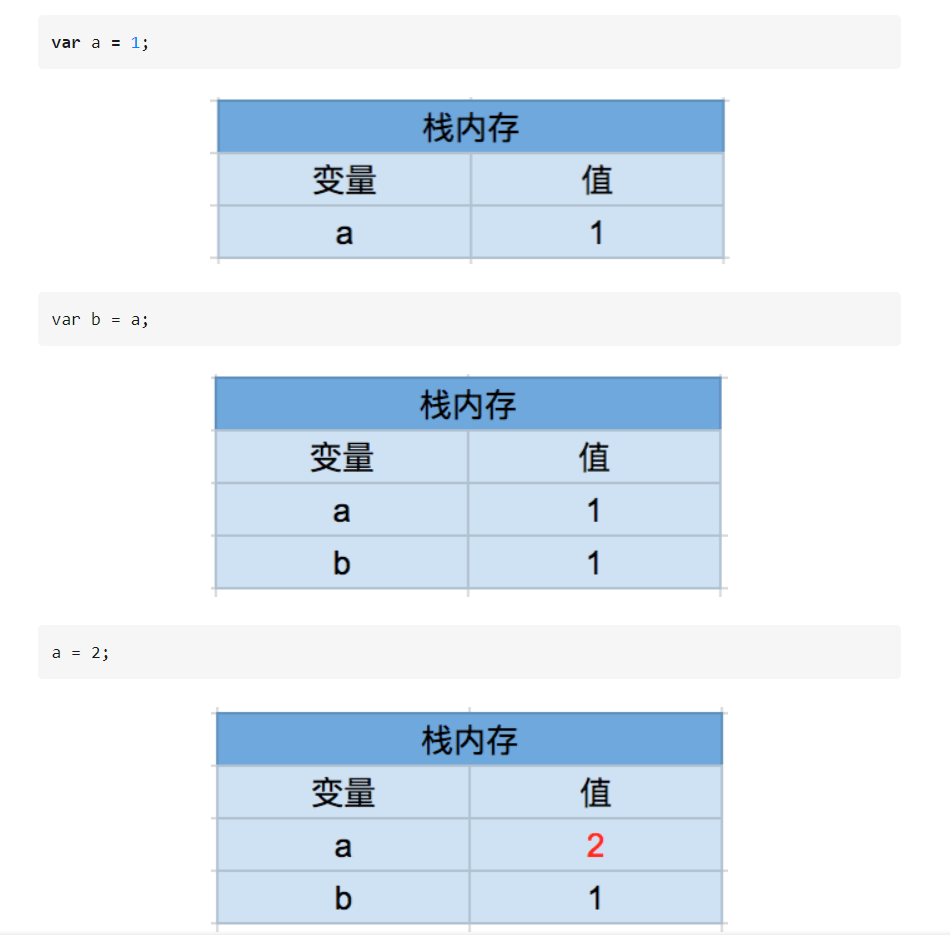 var a = 1;
栈内存
变量 值
a 1
var b = a;
栈内存
变量 值
a 1
b 1
a = 2;
栈内存
变量 值
a 2
b 1